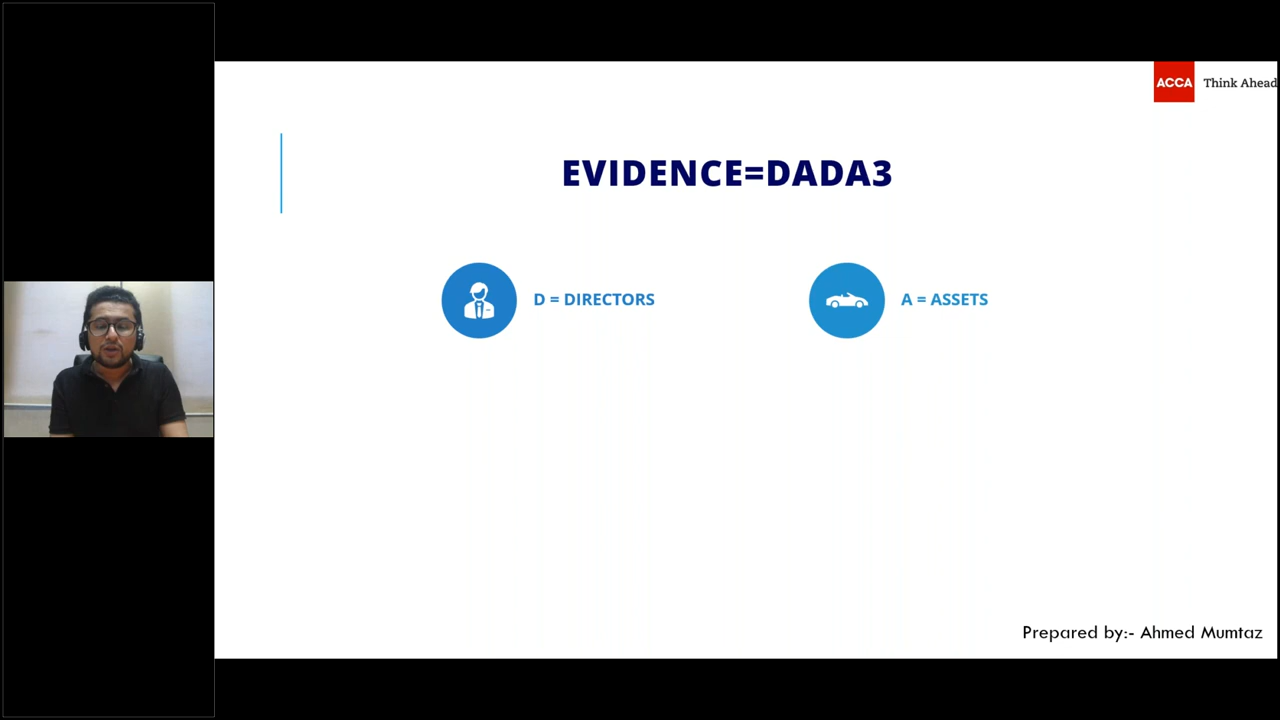 ACCA Think Ahead
EVIDENCE=DADA3
D = DIRECTORS
A = ASSETS
Prepared by:- Ahmed Mumtaz